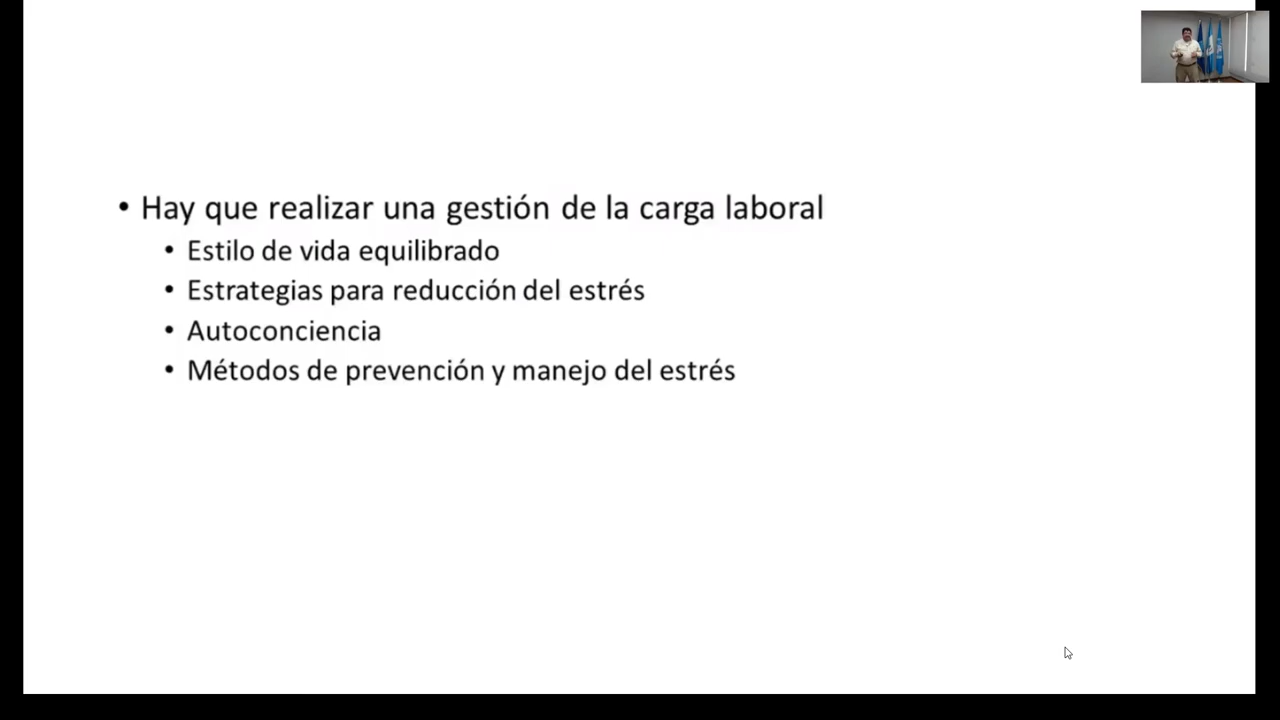 • Hay que realizar una gestión de la carga laboral
• Estilo de vida equilibrado
• Estrategias para reducción del estrés
• Autoconciencia
• Métodos de prevención y manejo del estrés